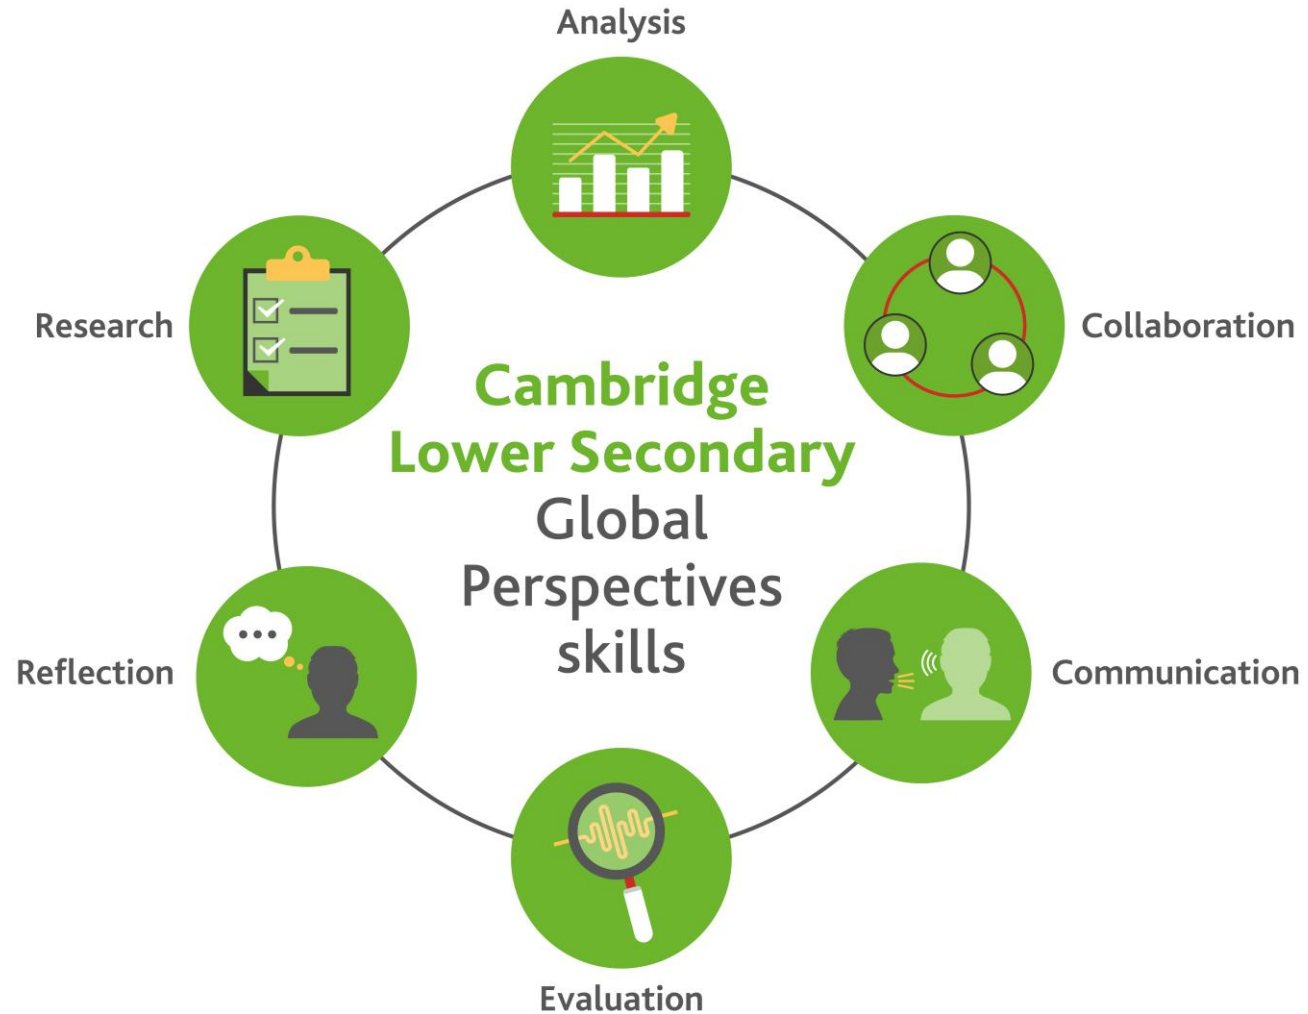 Analysis
Research
Collaboration
Cambridge
Lower Secondary
Global
Perspectives
skills
Reflection
Communication
Evaluation